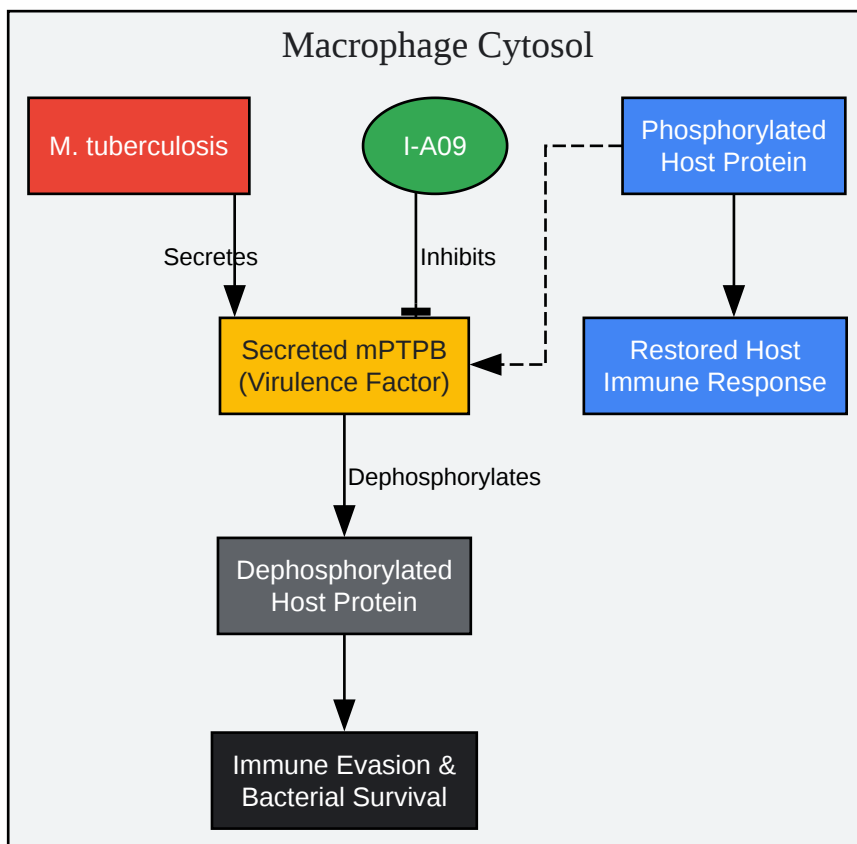 Macrophage Cytosol
M. tuberculosis
I-A09
Phosphorylated
Host Protein
Secretes
Inhibits
Secreted mPTPB
(Virulence Factor)
Restored Host
Immune Response
Dephosphorylates
Dephosphorylated
Host Protein
Immune Evasion &
Bacterial Survival